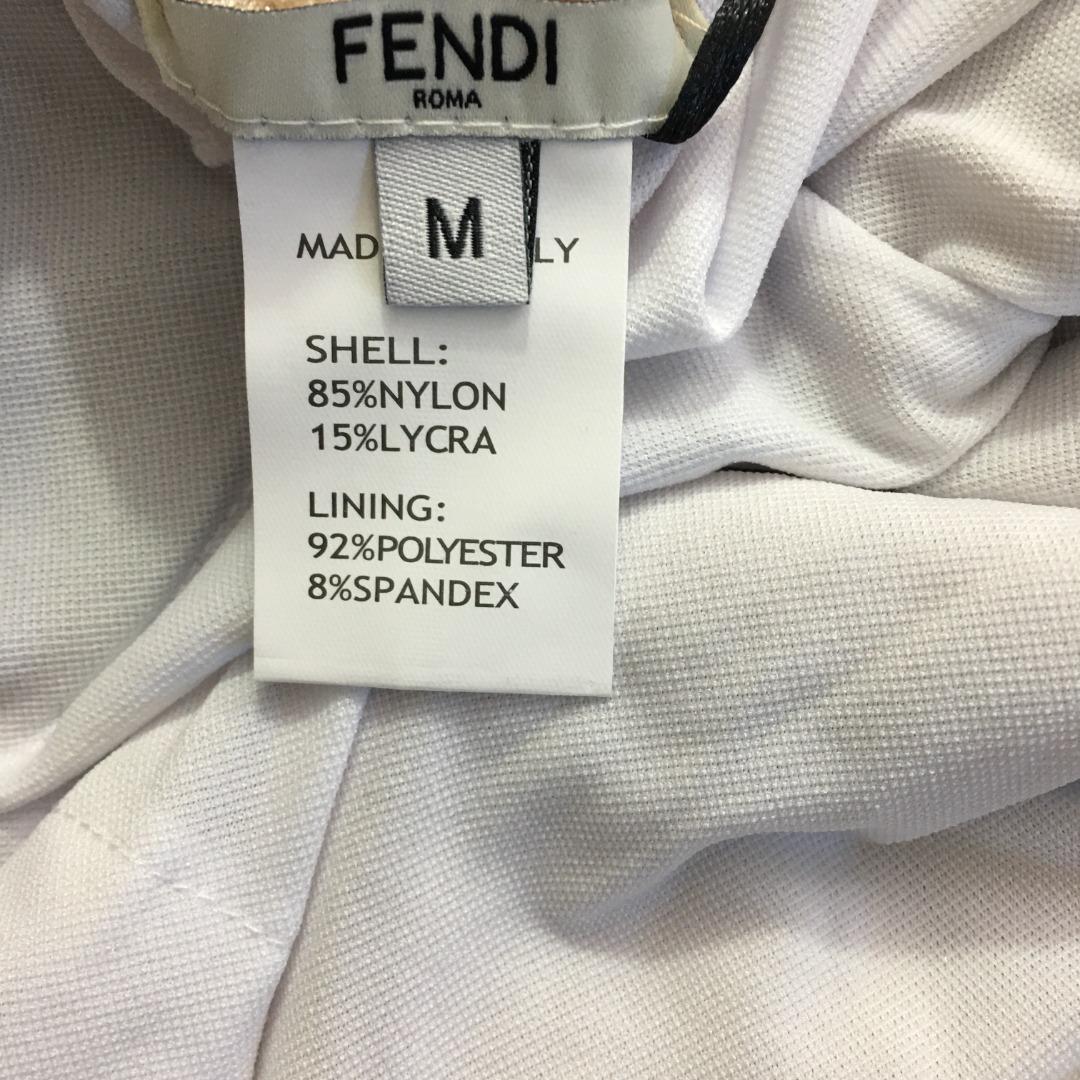 FENDI
ROMA
M
MAD LY
SHELL:
85%NYLON
15%LYCRA
LINING:
92%POLYESTER
8%SPANDEX